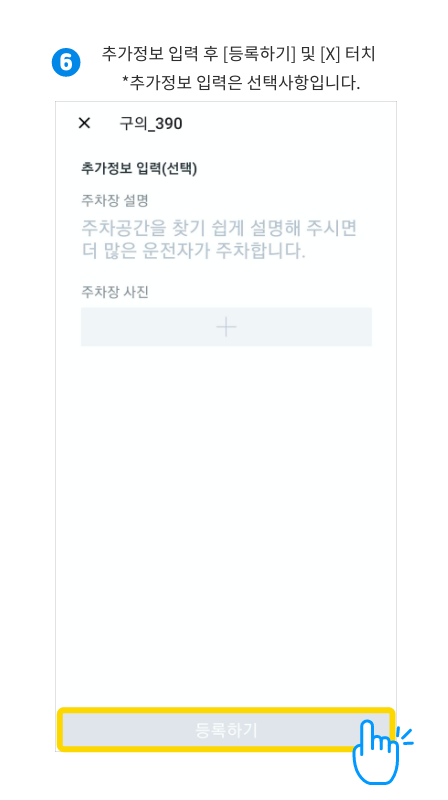 6
추가정보 입력 후 [등록하기] 및 [X] 터치
*추가정보 입력은 선택사항입니다.
× 구의_390
추가정보 입력(선택)
주차장 설명
주차공간을 찾기 쉽게 설명해 주시면
더 많은 운전자가 주차합니다.
주차장 사진
+
등록하기